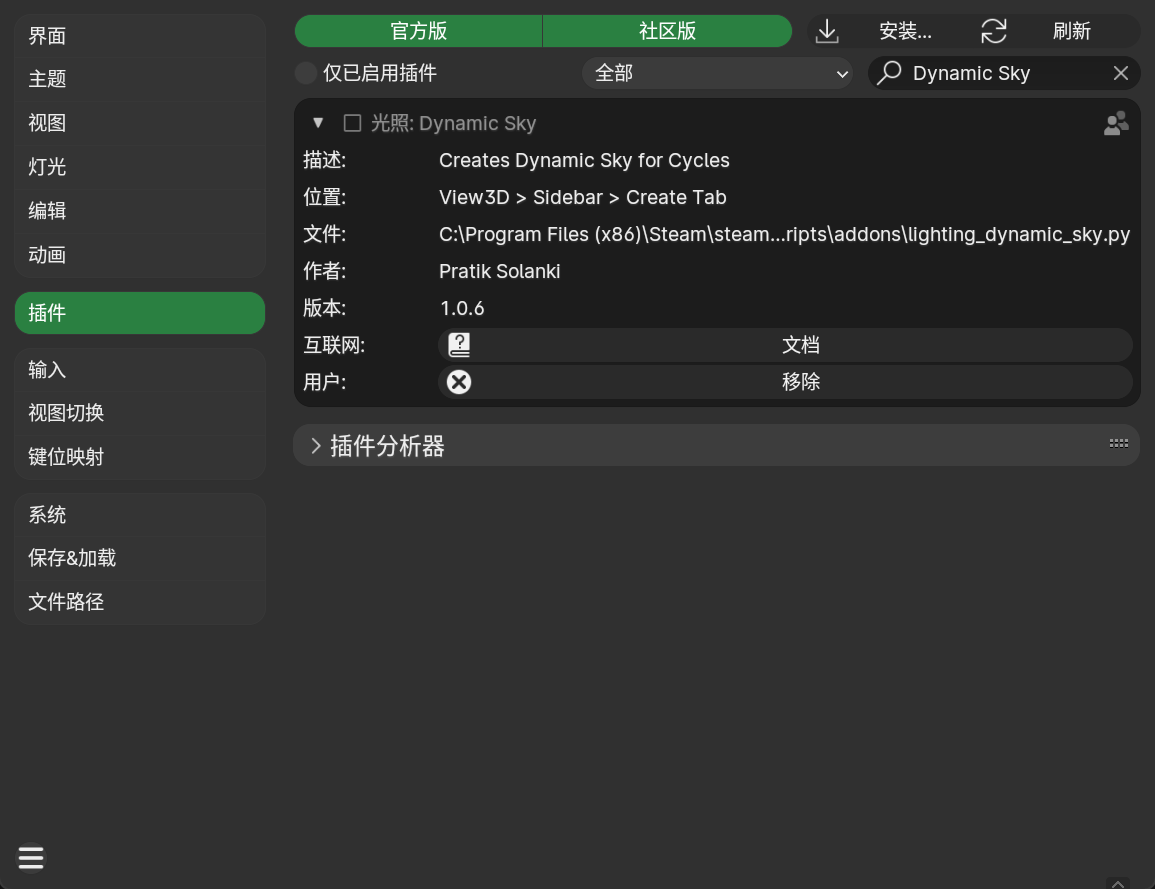 界面
主题
视图
灯光
编辑
动画
插件
输入
视图切换
键位映射
系统
保存&加载
文件路径
官方版 社区版 安装... 刷新
仅已启用插件 全部 Dynamic Sky
光照: Dynamic Sky
描述: Creates Dynamic Sky for Cycles
位置: View3D > Sidebar > Create Tab
文件: C:\Program Files (x86)\Steam\steam...ripts\addons\lighting_dynamic_sky.py
作者: Pratik Solanki
版本: 1.0.6
互联网: 文档
用户: 移除
插件分析器